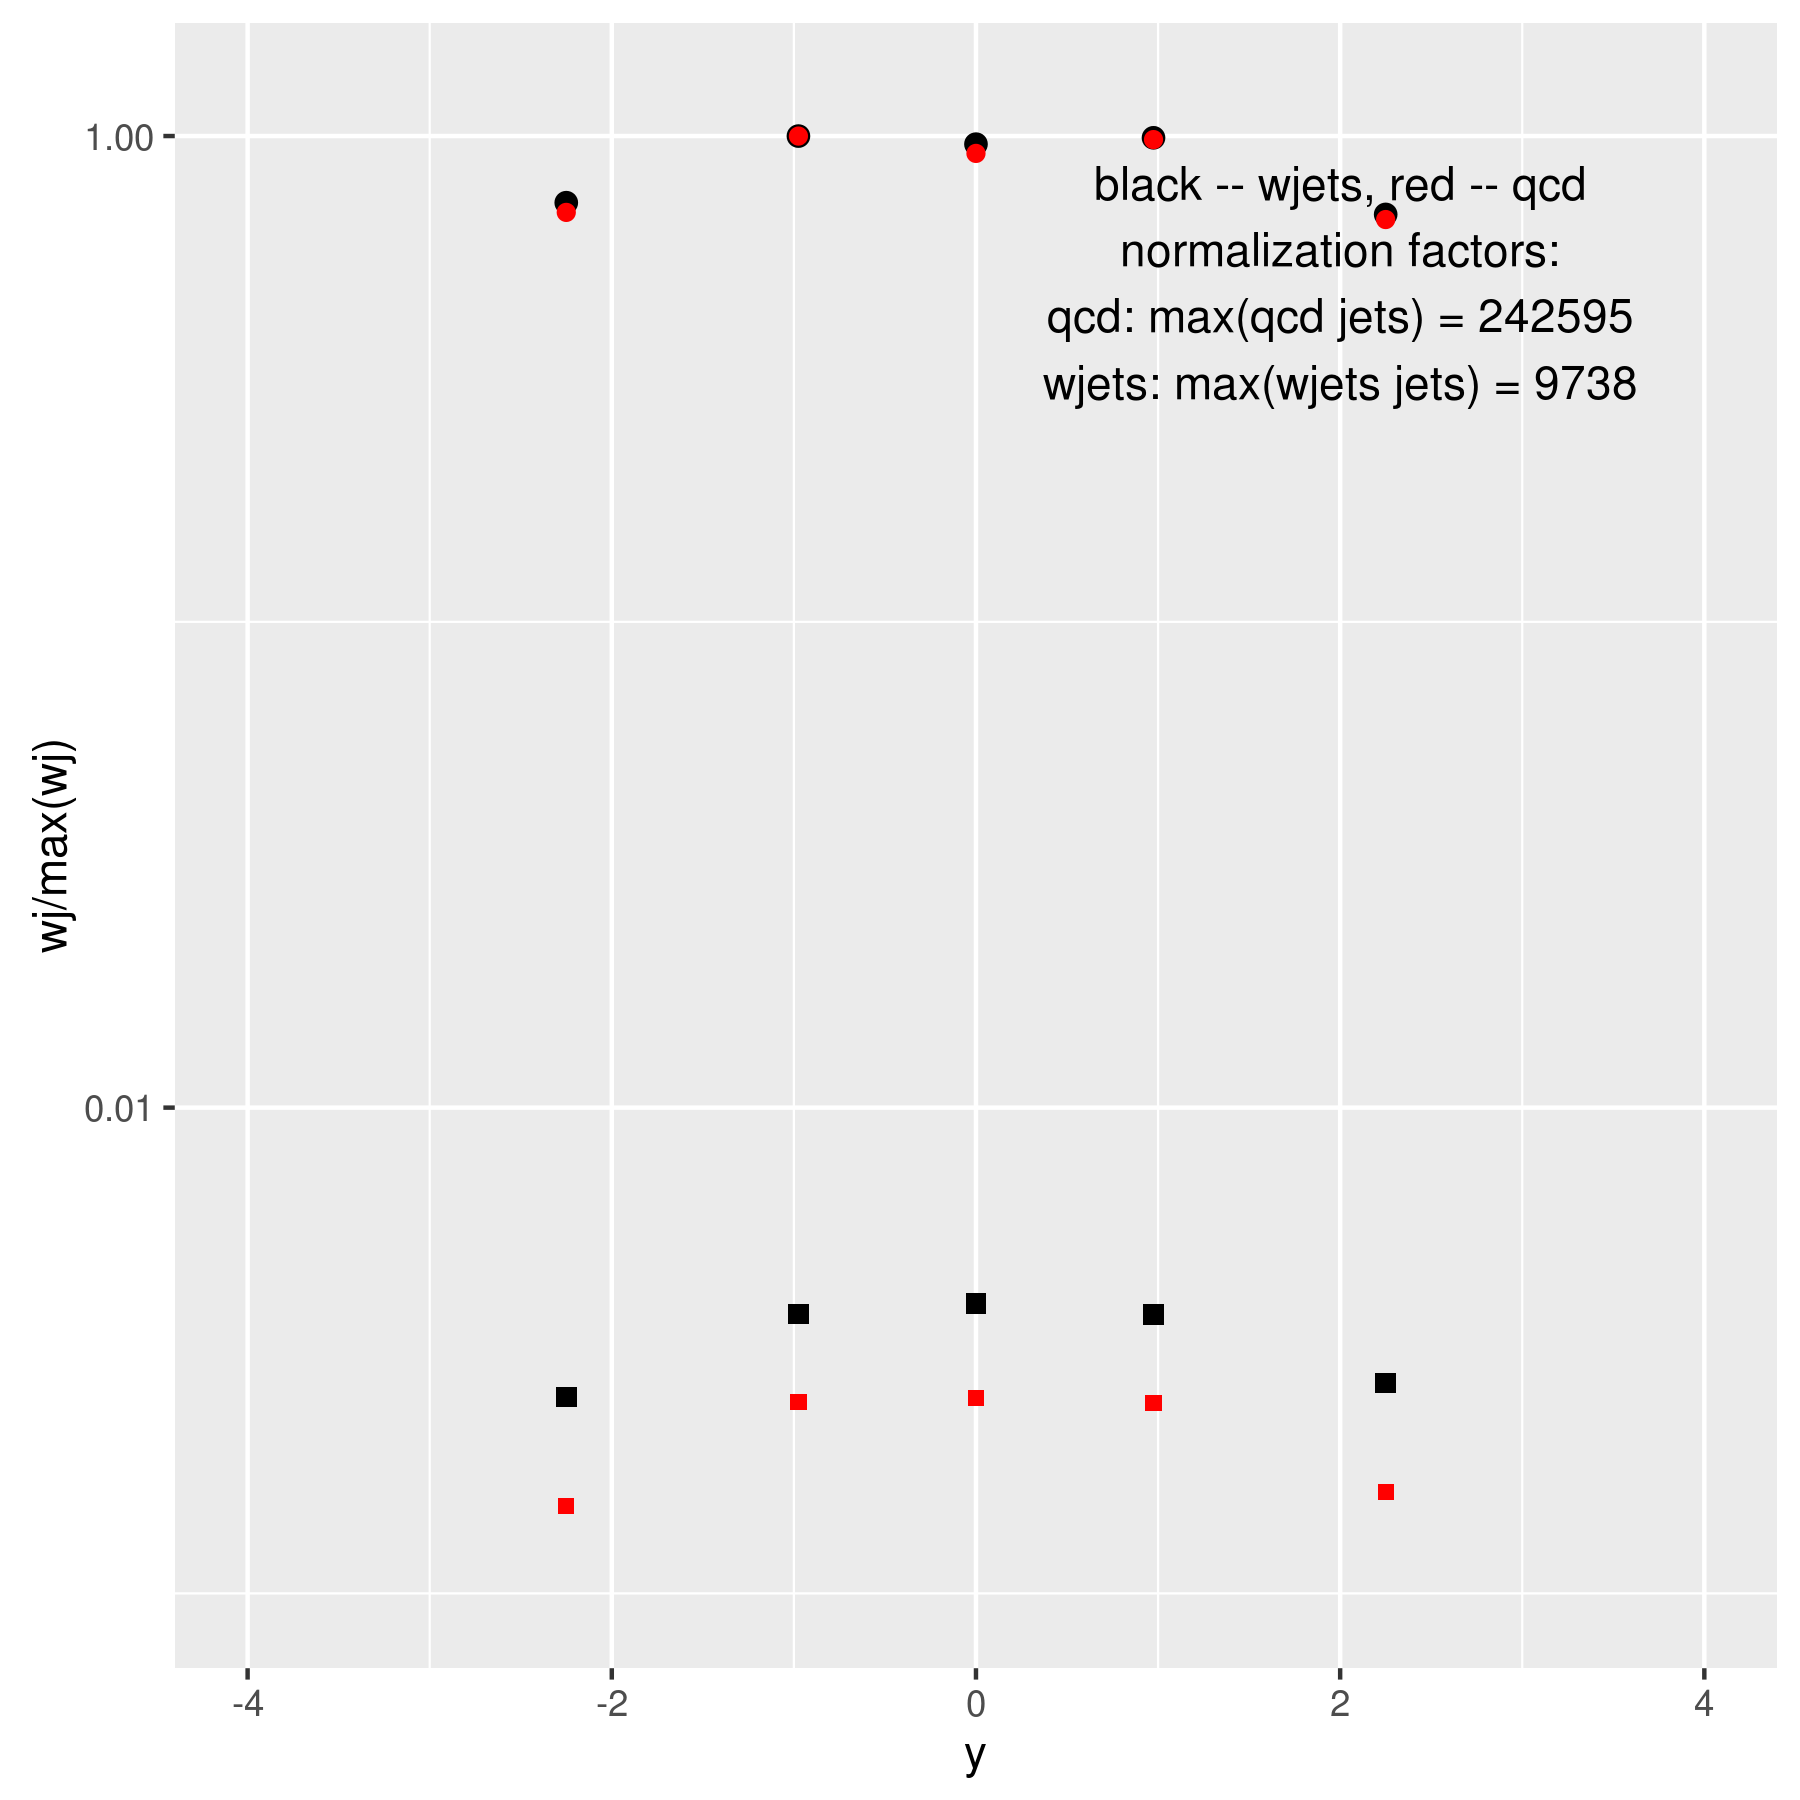 1.00
black -- wjets, red -- qcd
normalization factors:
qcd: max(qcd jets) = 242595
wjets: max(wjets jets) = 9738
wj/max(wj)
0.01
-4
-2
0
2
4
y